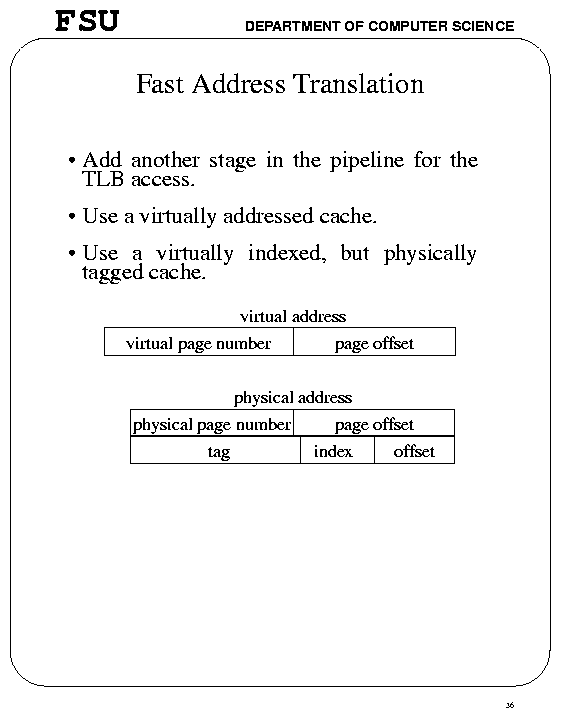 FSU DEPARTMENT OF COMPUTER SCIENCE
Fast Address Translation
• Add another stage in the pipeline for the
TLB access.
• Use a virtually addressed cache.
• Use a virtually indexed, but physically
tagged cache.
virtual address
virtual page number page offset
physical address
physical page number page offset
tag index offset
36